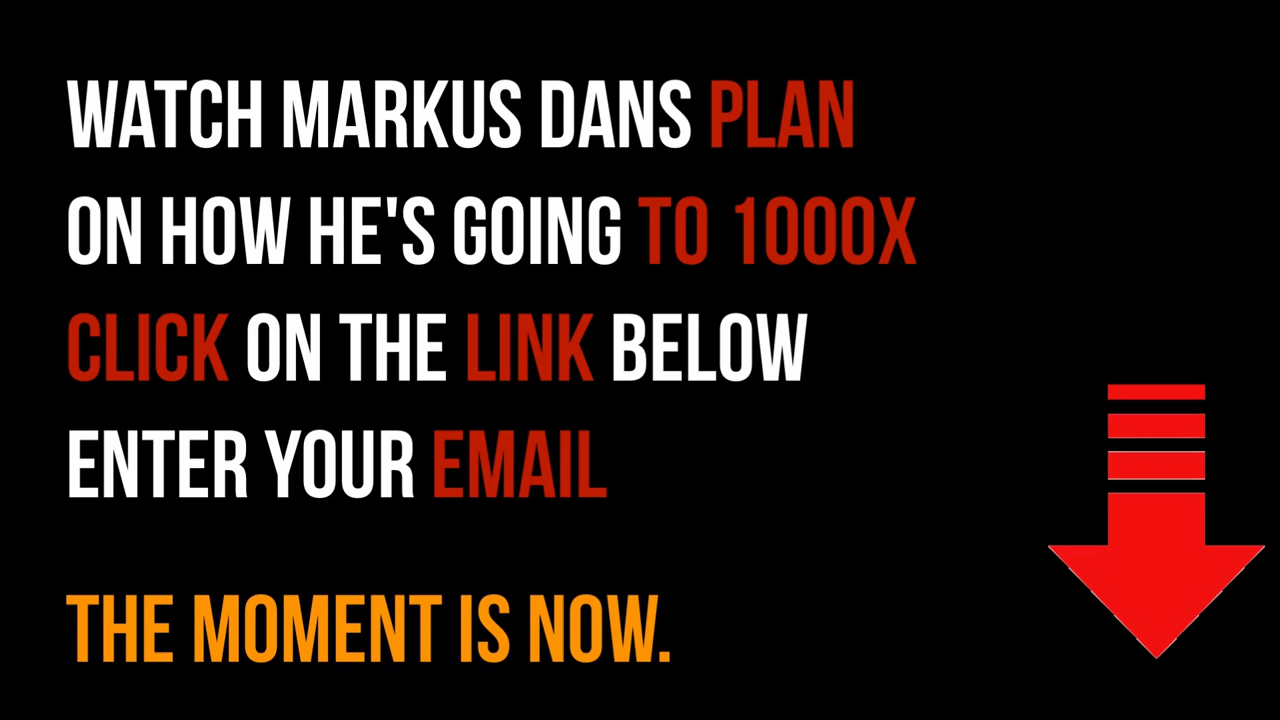 WATCH MARKUS DANS PLAN
ON HOW HE'S GOING TO 1000X
CLICK ON THE LINK BELOW
ENTER YOUR EMAIL
THE MOMENT IS NOW.